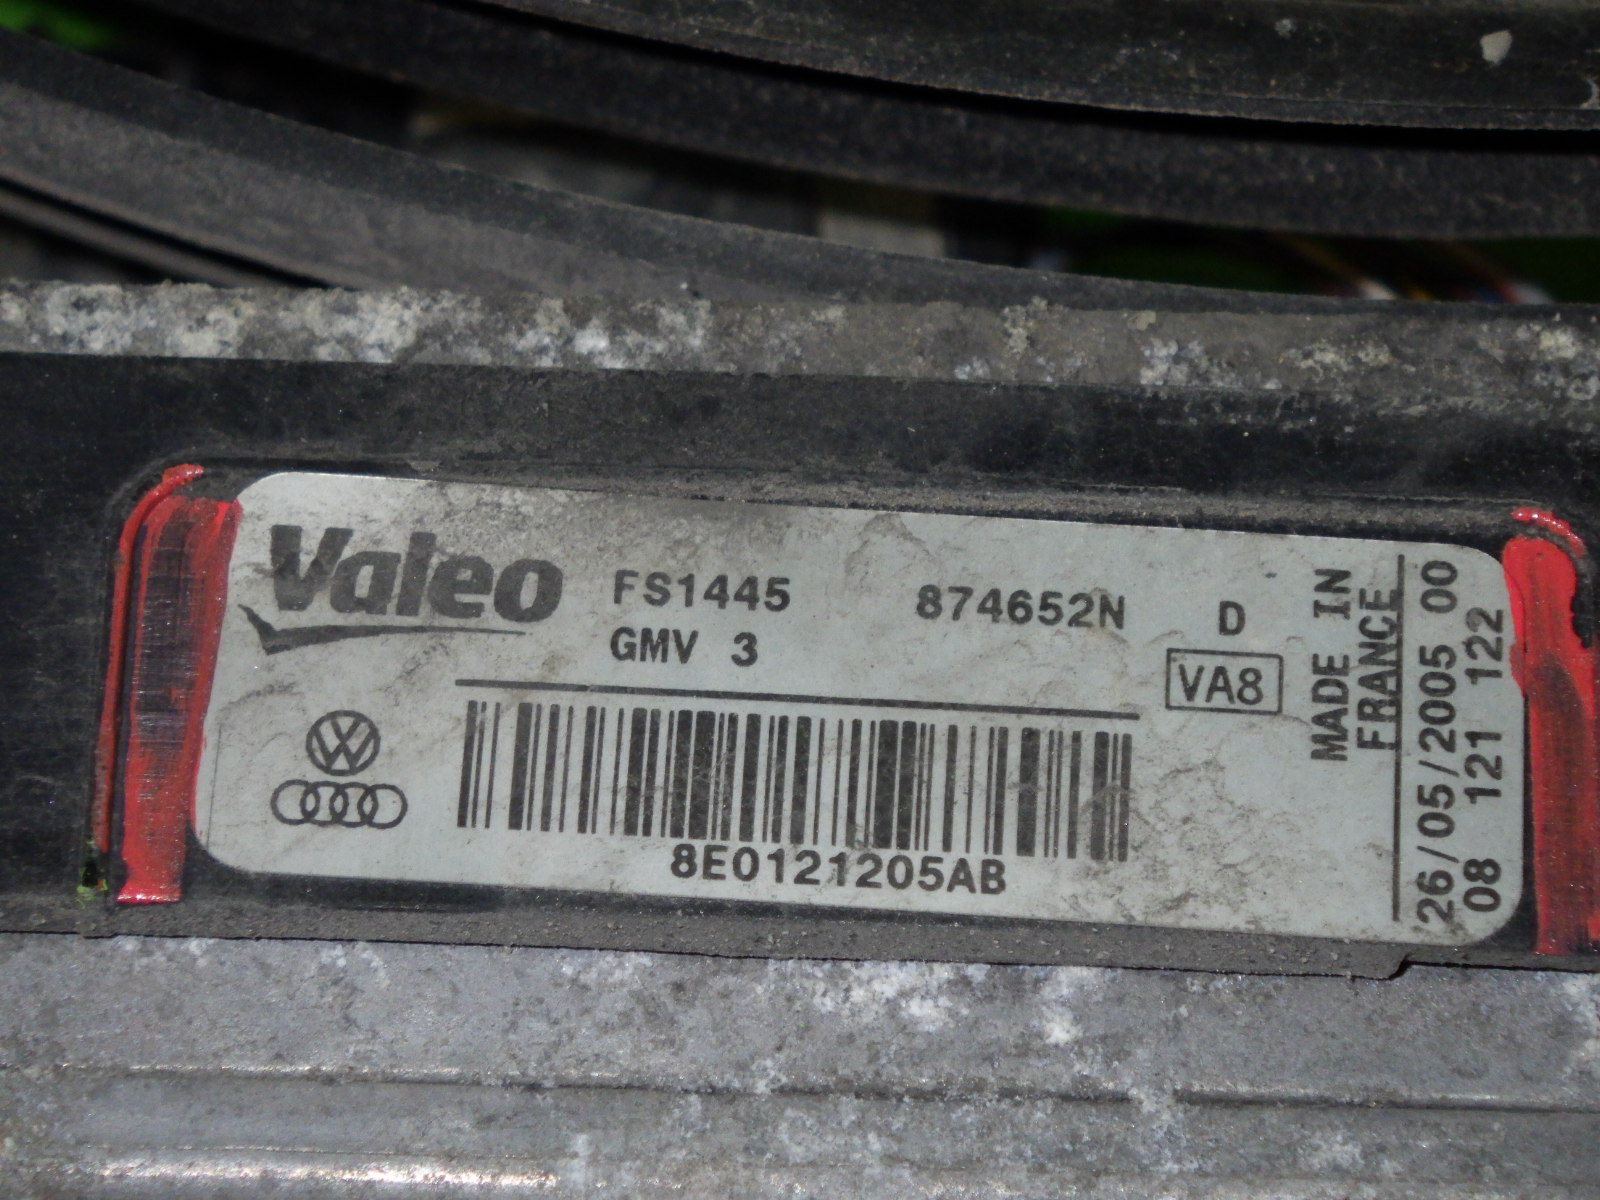 Valeo
FS1445 874652N D
GMV 3 VA8
8E0121205AB
MADE IN
FRANCE
26/05/2005 00
08 121 122